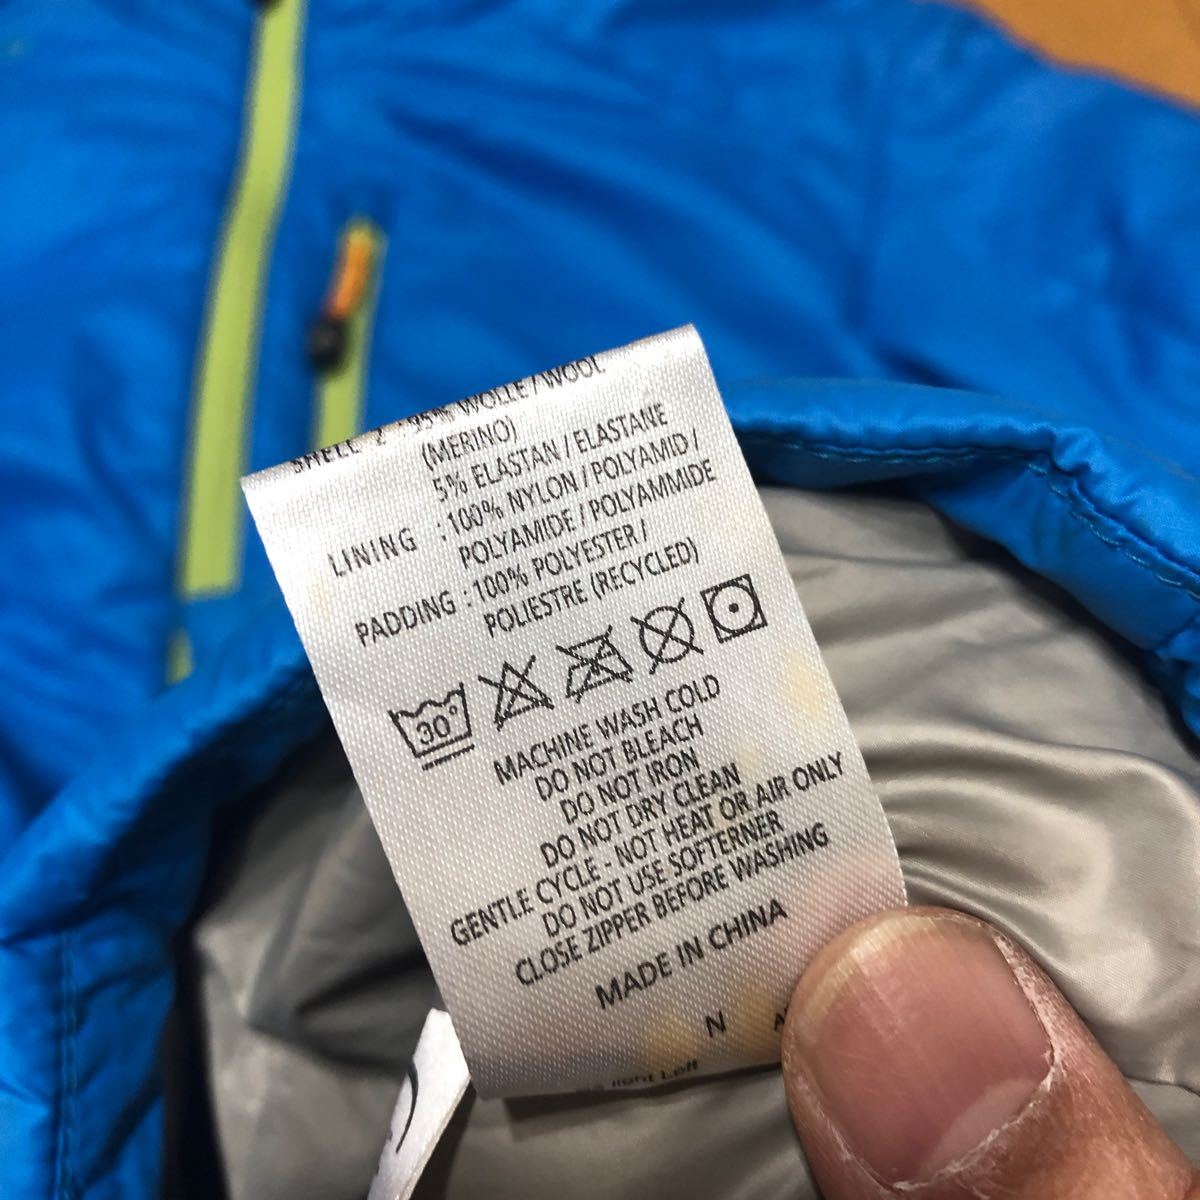 SHELL 2 : 95% WOLLE / WOOL
(MERINO)
5% ELASTAN / ELASTANE
LINING : 100% NYLON / POLYAMID /
POLYAMIDE / POLYAMMIDE
PADDING : 100% POLYESTER /
POLIESTRE (RECYCLED)
30°
MACHINE WASH COLD
DO NOT BLEACH
DO NOT IRON
DO NOT DRY CLEAN
GENTLE CYCLE - NOT HEAT OR AIR ONLY
DO NOT USE SOFTERNER
CLOSE ZIPPER BEFORE WASHING
MADE IN CHINA
N
light Left